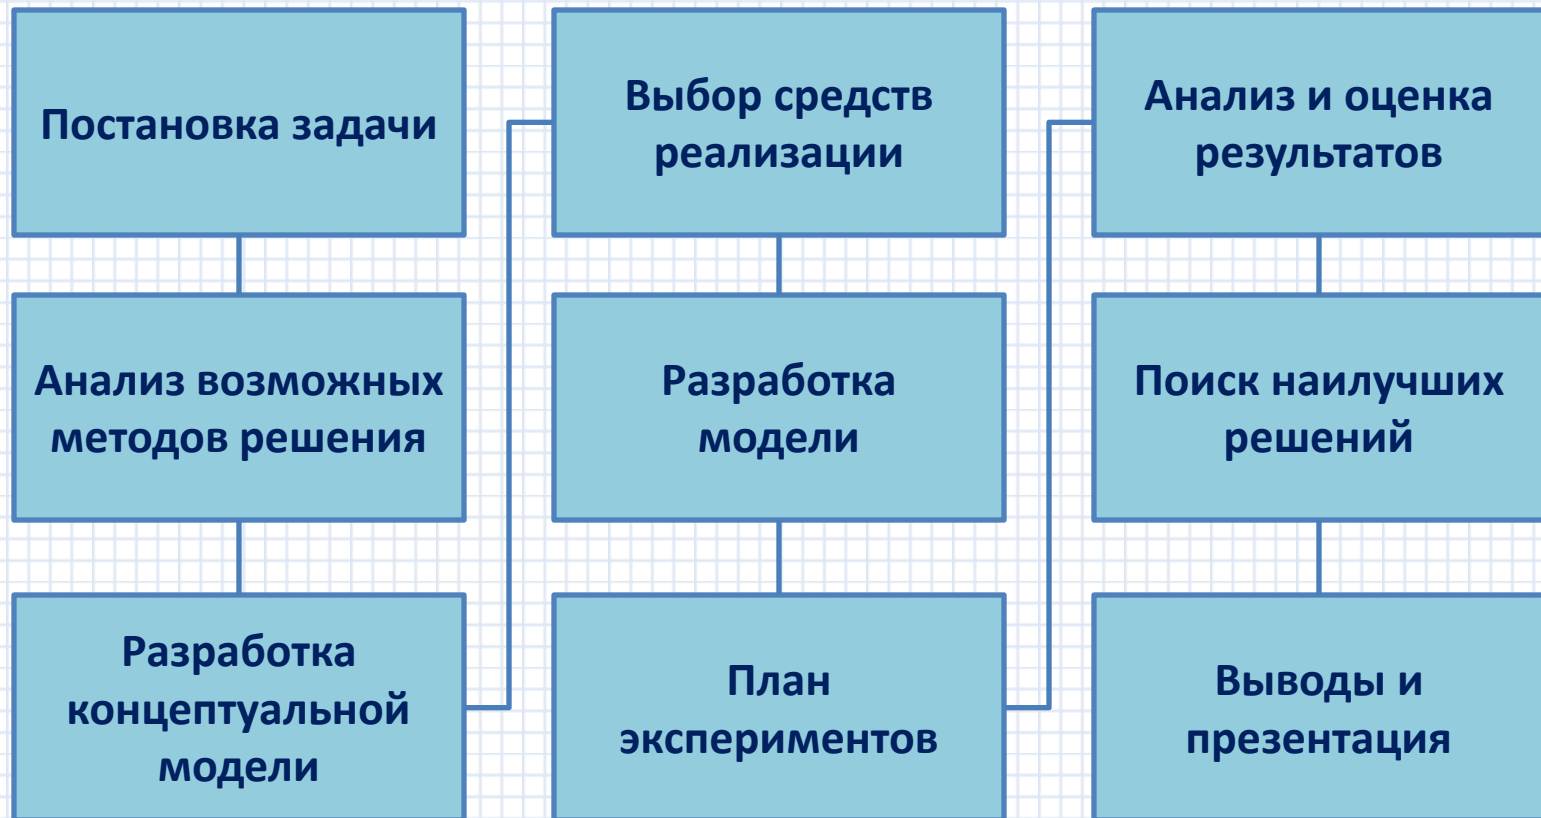 Постановка задачи
Анализ возможных
методов решения
Разработка
концептуальной
модели
Выбор средств
реализации
Разработка
модели
План
экспериментов
Анализ и оценка
результатов
Поиск наилучших
решений
Выводы и
презентация